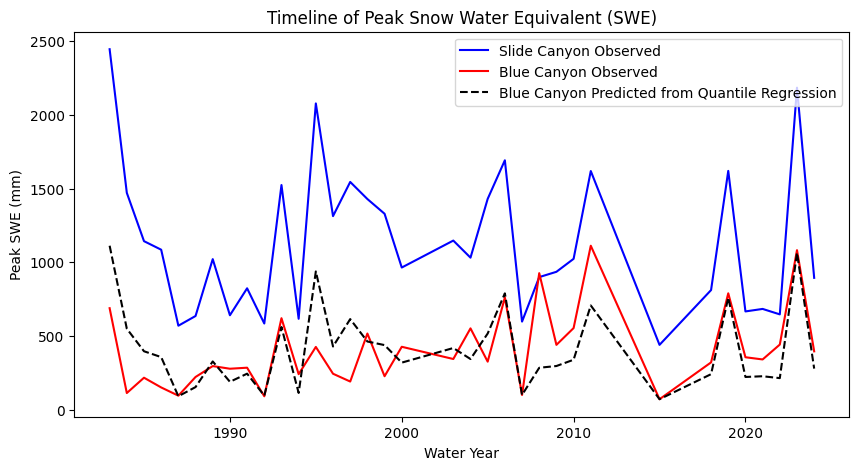 Timeline of Peak Snow Water Equivalent (SWE)
Slide Canyon Observed
Blue Canyon Observed
Blue Canyon Predicted from Quantile Regression
Peak SWE (mm)
2500
2000
1500
1000
500
0
1990
2000
2010
2020
Water Year